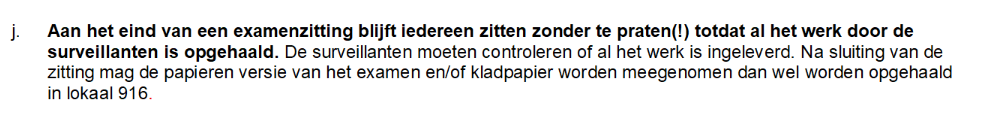 j. Aan het eind van een examenzitting blijft iedereen zitten zonder te praten(!) totdat al het werk door de
surveillanten is opgehaald. De surveillanten moeten controleren of al het werk is ingeleverd. Na sluiting van de
zitting mag de papieren versie van het examen en/of kladpapier worden meegenomen dan wel worden opgehaald
in lokaal 916.